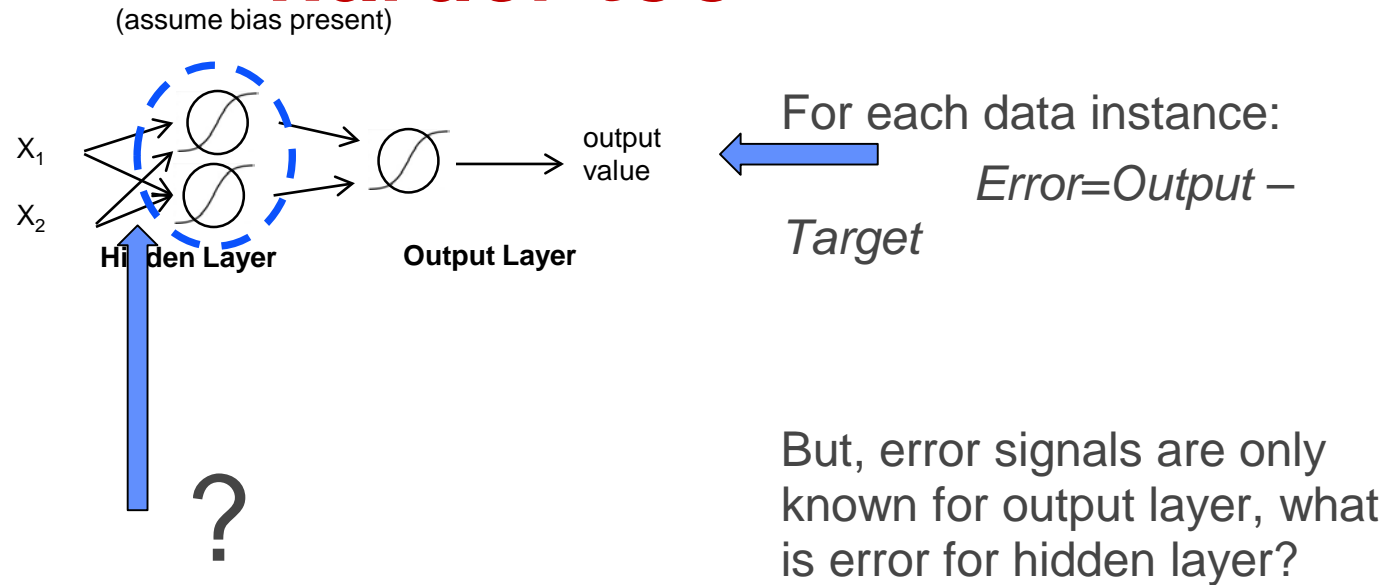 (assume bias present)
X₁
X₂
Hidden Layer
Output Layer
output
value
For each data instance:
Error=Output –
Target
?
But, error signals are only
known for output layer, what
is error for hidden layer?